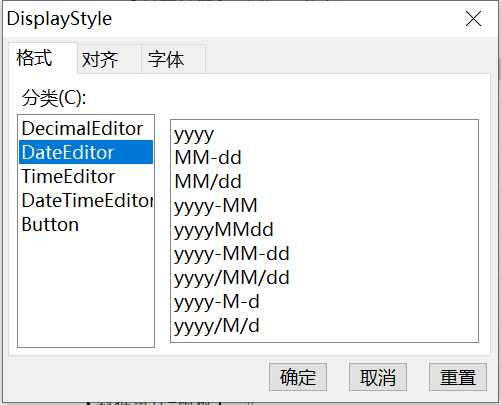 DisplayStyle
格式 对齐 字体
分类(C):
DecimalEditor
DateEditor
TimeEditor
DateTimeEditor
Button
yyyy
MM-dd
MM/dd
yyyy-MM
yyyyMMdd
yyyy-MM-dd
yyyy/MM/dd
yyyy-M-d
yyyy/M/d
确定 取消 重置